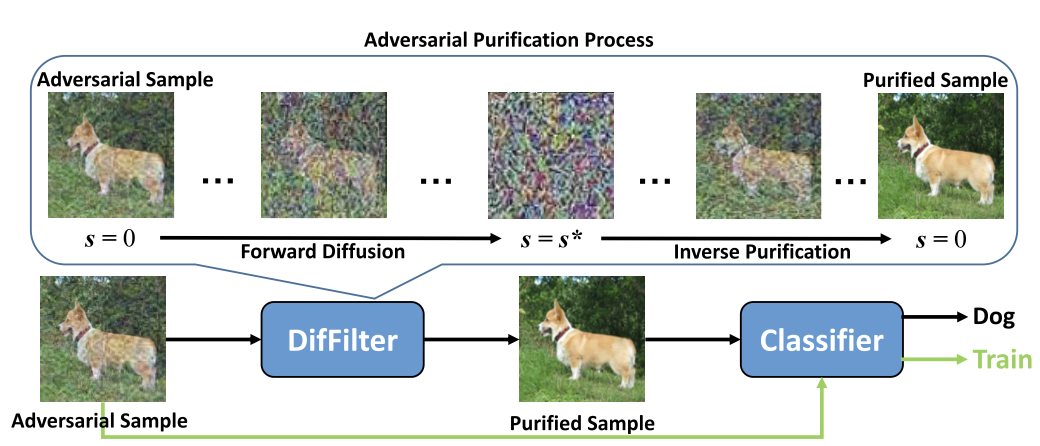 Adversarial Purification Process
Adversarial Sample
Purified Sample
... ... ... ...
s = 0
s = s*
s = 0
Forward Diffusion
Inverse Purification
DifFilter
Classifier
Dog
Train
Adversarial Sample
Purified Sample